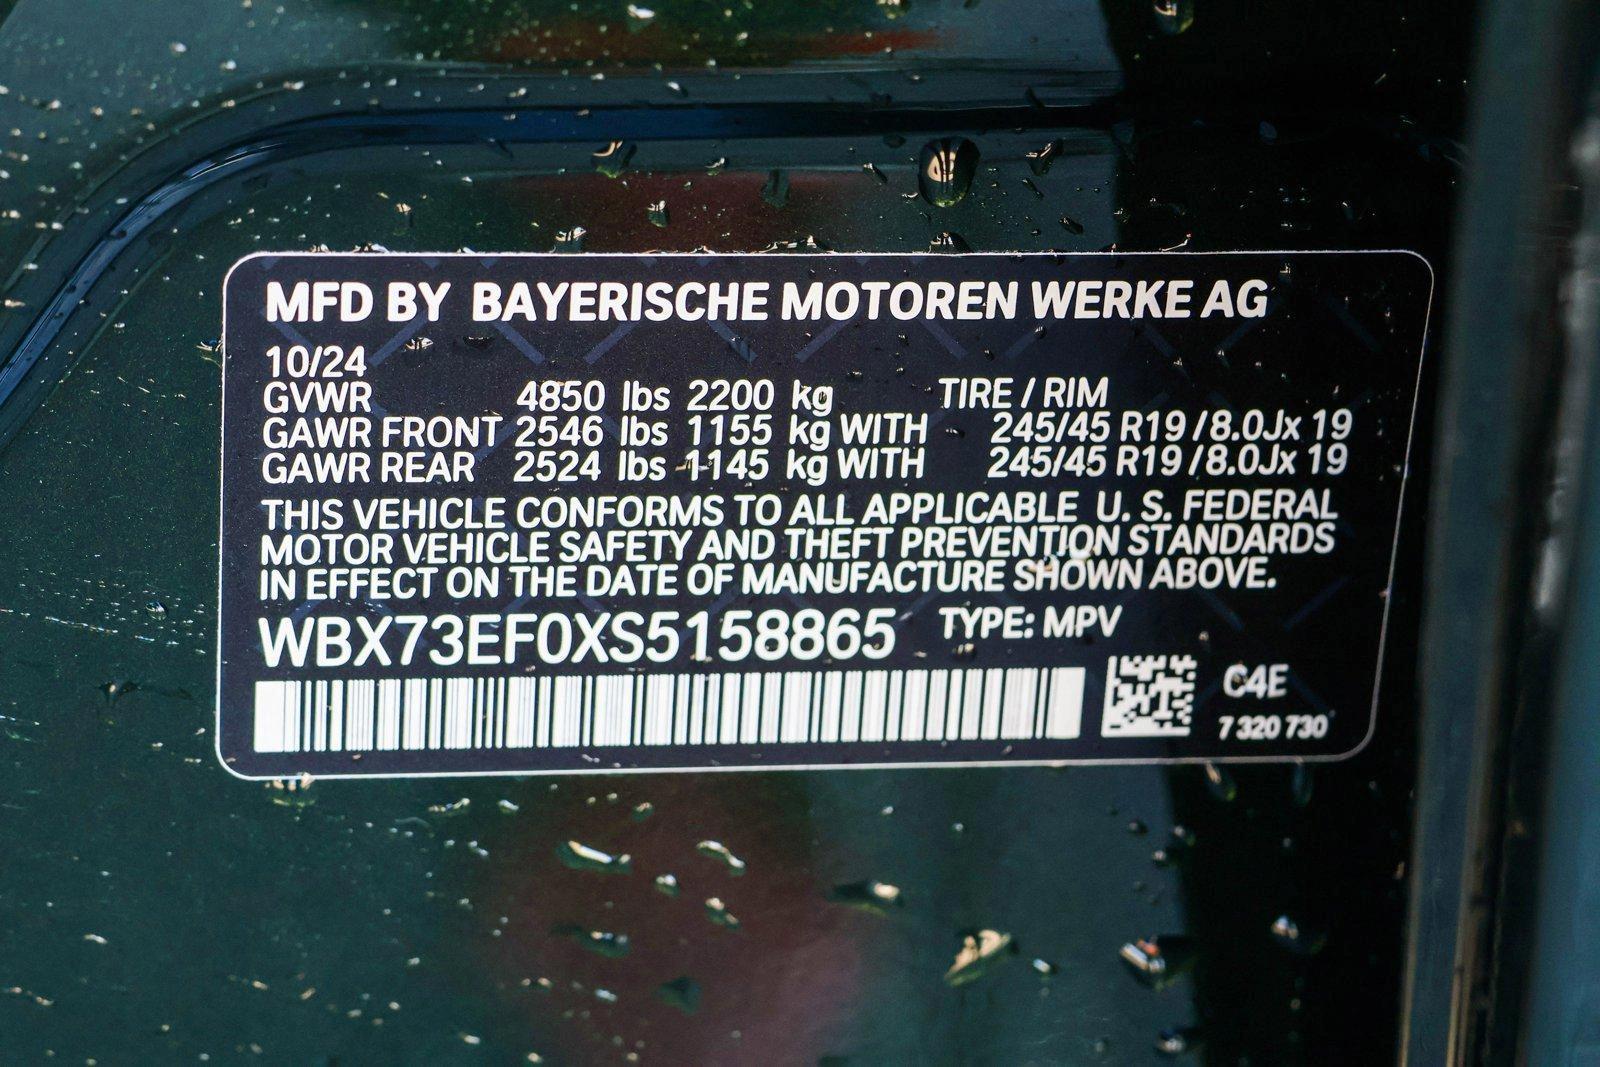 MFD BY BAYERISCHE MOTOREN WERKE AG
10/24
GVWR 4850 lbs 2200 kg TIRE / RIM
GAWR FRONT 2546 lbs 1155 kg WITH 245/45 R19 / 8.0Jx 19
GAWR REAR 2524 lbs 1145 kg WITH 245/45 R19 / 8.0Jx 19
THIS VEHICLE CONFORMS TO ALL APPLICABLE U. S. FEDERAL
MOTOR VEHICLE SAFETY AND THEFT PREVENTION STANDARDS
IN EFFECT ON THE DATE OF MANUFACTURE SHOWN ABOVE.
WBX73EF0XS5158865 TYPE: MPV
C4E
7 320 730